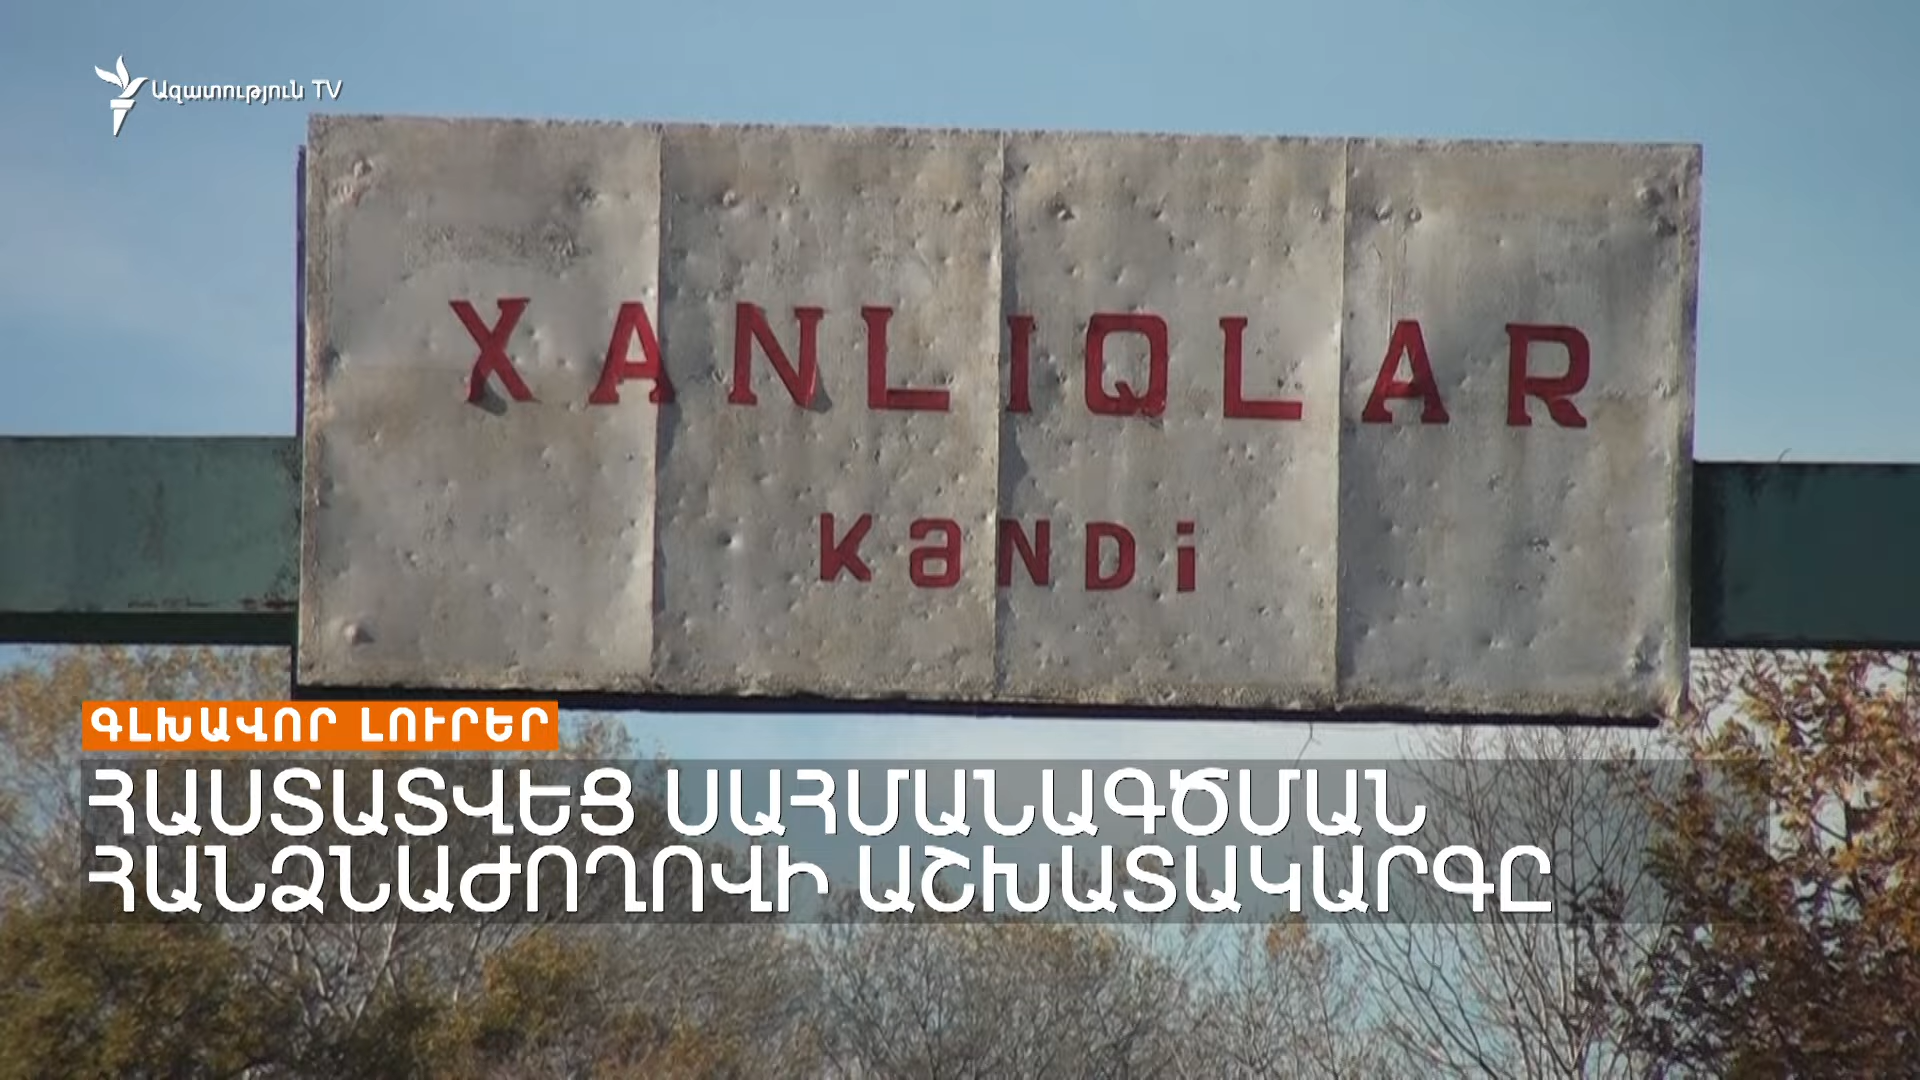 Ազատություն TV
XANLIQLAR
KəNDi
ԳԼԽԱՎՈՐ ԼՈՒՐԵՐ
ՀԱՍՏԱՏՎԵՑ ՍԱՀՄԱՆԱԳԾՄԱՆ
ՀԱՆՁՆԱԺՈՂՈՎԻ ԱՇԽԱՏԱԿԱՐԳԸ